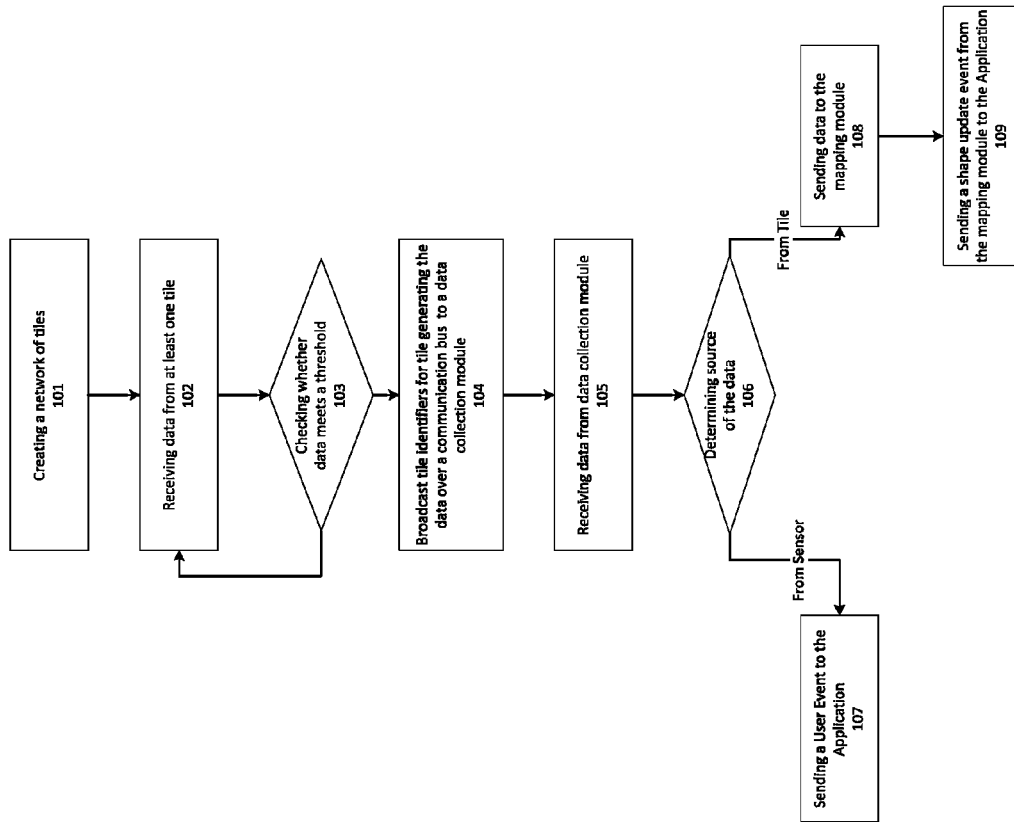 Creating a network of tiles
101
Receiving data from at least one tile
102
Checking whether
data meets a threshold
103
Broadcast tile identifiers for tile generating the
data over a communication bus to a data
collection module
104
Receiving data from data collection module
105
Determining source
of the data
106
From Sensor
From Tile
Sending a User Event to the
Application
107
Sending data to the
mapping module
108
Sending a shape update event from
the mapping module to the Application
109